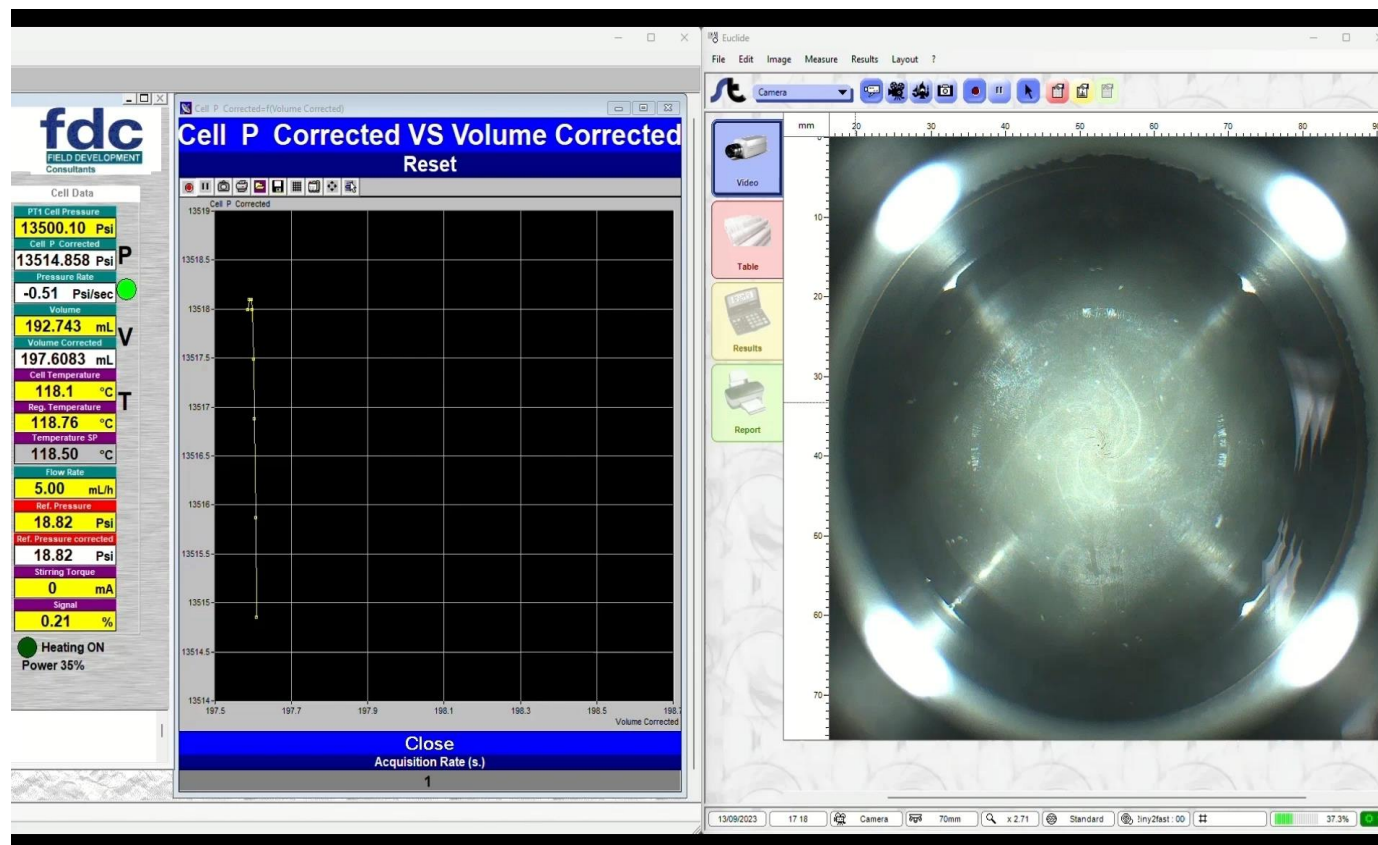 fdc
FIELD DEVELOPMENT
Consultants
Cell Data
PT1 Cell Pressure
13500.10 Psi
Cell P Corrected
13514.858 Psi
P
Pressure Rate
-0.51 Psi/sec
Volume
192.743 mL
V
Volume Corrected
197.6083 mL
Cell Temperature
118.1 °C
T
Reg. Temperature
118.76 °C
Temperature SP
118.50 °C
Flow Rate
5.00 mL/h
Ref. Pressure
18.82 Psi
Ref. Pressure corrected
18.82 Psi
Stirring Torque
0 mA
Signal
0.21 %
Heating ON
Power 35%
Cell P Corrected=f(Volume Corrected)
Cell P Corrected VS Volume Corrected
Reset
Cell P Corrected
13519
13518.5
13518
13517.5
13517
13516.5
13516
13515.5
13515
13514.5
13514
197.5 197.7 197.9 198.1 198.3 198.5 198.7
Volume Corrected
Close
Acquisition Rate (s.)
1
Euclide
File Edit Image Measure Results Layout ?
Camera
Video
Table
Results
Report
mm 20 30 40 50 60 70 80 90
0
10
20
30
40
50
60
70
13/09/2023 17 18 Camera 70mm x 2.71 Standard !iny2fast : 00 37.3%